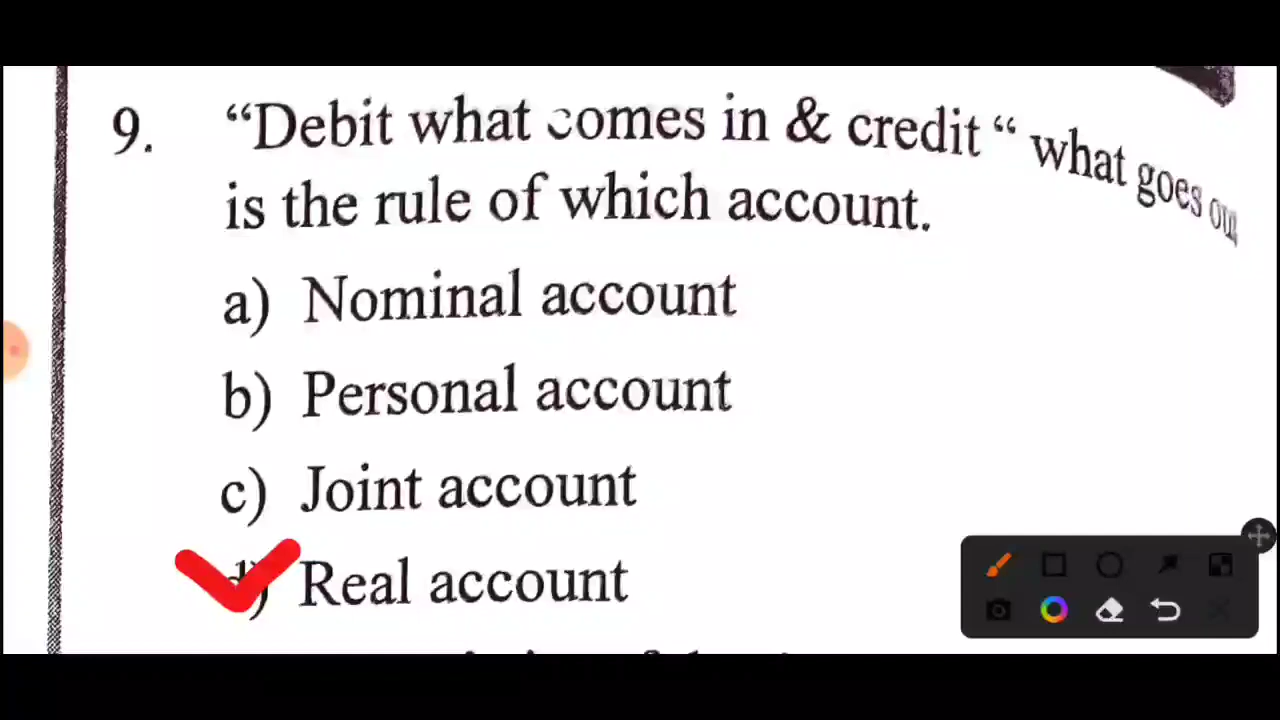 9. “Debit what comes in & credit “ what goes out
is the rule of which account.
a) Nominal account
b) Personal account
c) Joint account
d) Real account